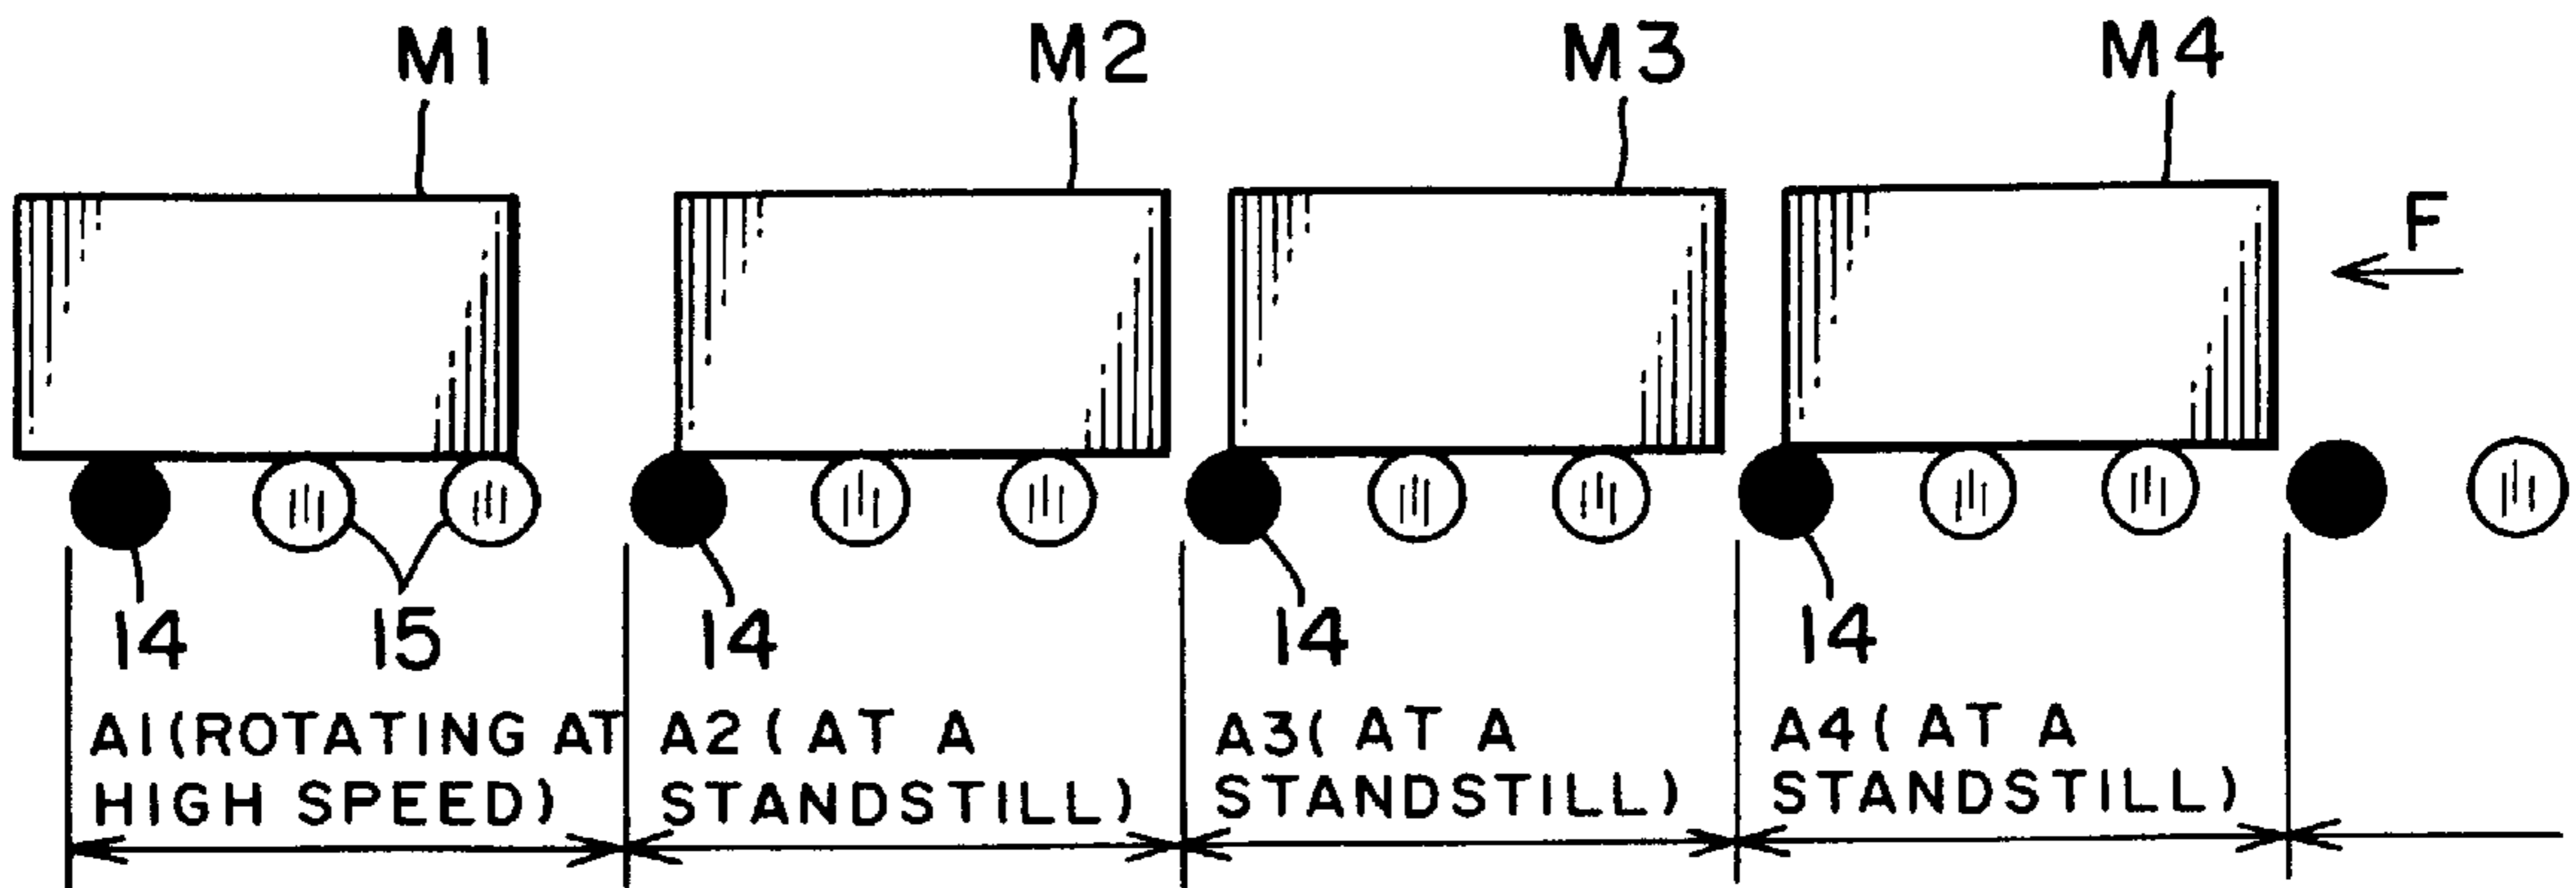 M1 M2 M3 M4
F
14 15 14 14 14
A1(ROTATING AT HIGH SPEED)
A2(AT A STANDSTILL)
A3(AT A STANDSTILL)
A4(AT A STANDSTILL)